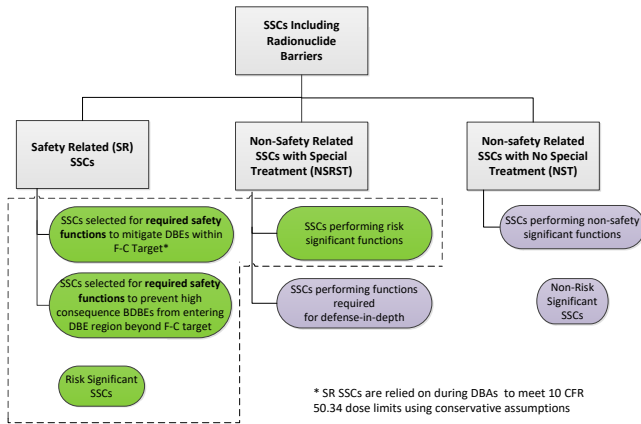 SSCs Including
Radionuclide
Barriers
Safety Related (SR)
SSCs
Non-Safety Related
SSCs with Special
Treatment (NSRST)
Non-safety Related
SSCs with No Special
Treatment (NST)
SSCs selected for required safety
functions to mitigate DBEs within
F-C Target*
SSCs performing risk
significant functions
SSCs performing non-safety
significant functions
SSCs selected for required safety
functions to prevent high
consequence BDBEs from entering
DBE region beyond F-C target
SSCs performing functions
required
for defense-in-depth
Non-Risk
Significant
SSCs
Risk Significant
SSCs
* SR SSCs are relied on during DBAs to meet 10 CFR
50.34 dose limits using conservative assumptions